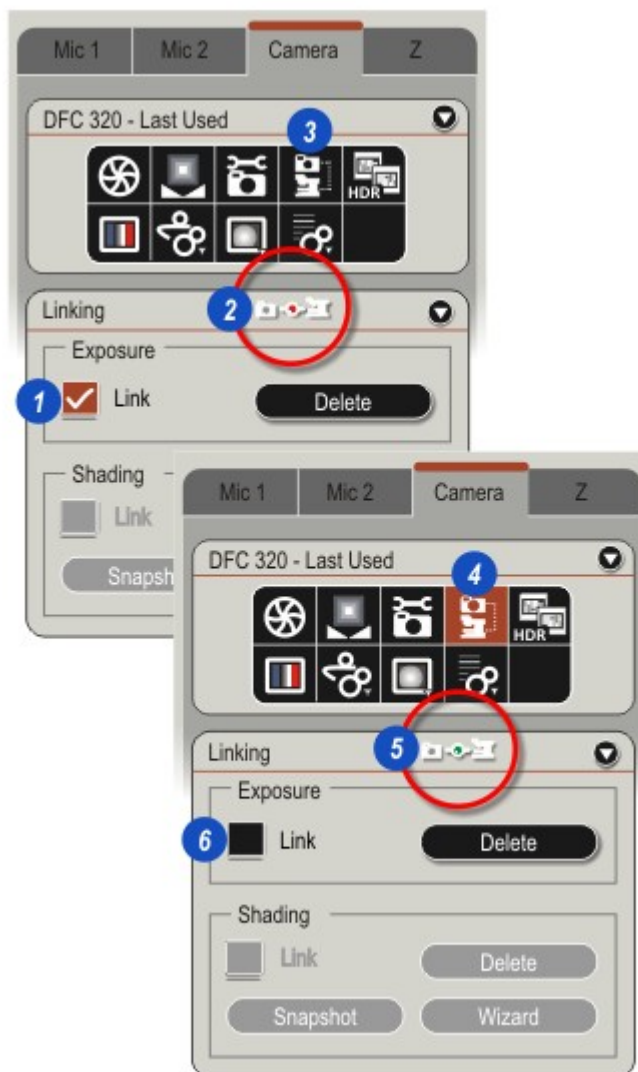 Mic 1 Mic 2 Camera Z
DFC 320 - Last Used
3
HDR
2
Linking
Exposure
1 Link Delete
Shading
Link
Snapsh
Mic 1 Mic 2 Camera Z
DFC 320 - Last Used
4
HDR
5
Linking
Exposure
6 Link Delete
Shading
Link Delete
Snapshot Wizard